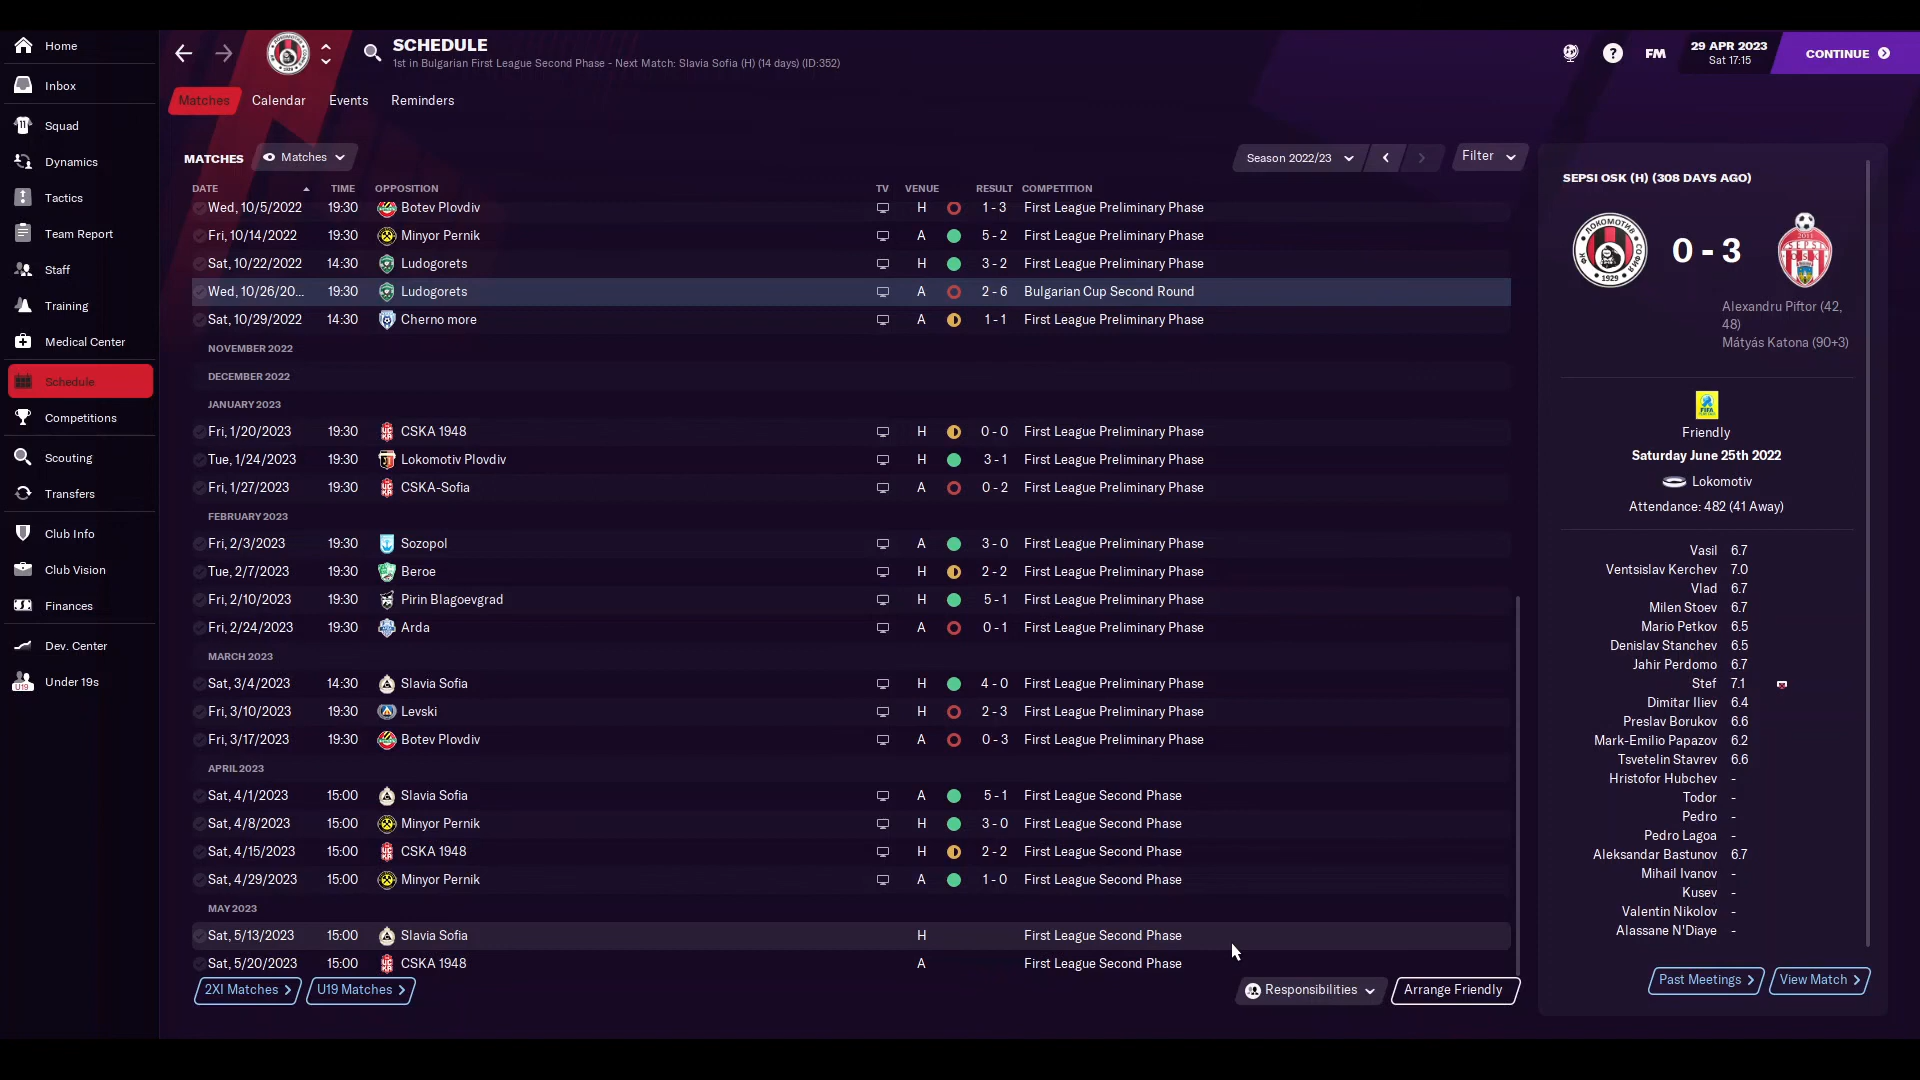 Home
Inbox
Squad
Dynamics
Tactics
Team Report
Staff
Training
Medical Center
Schedule
Competitions
Scouting
Transfers
Club Info
Club Vision
Finances
Dev. Center
Under 19s
SCHEDULE
1st in Bulgarian First League Second Phase - Next Match: Slavia Sofia (H) (14 days) (ID:352)
FM
29 APR 2023
Sat 17:15
CONTINUE
Matches Calendar Events Reminders
MATCHES Matches Season 2022/23 Filter
DATE TIME OPPOSITION TV VENUE RESULT COMPETITION
Wed, 10/5/2022 19:30 Botev Plovdiv H 1 - 3 First League Preliminary Phase
Fri, 10/14/2022 19:30 Minyor Pernik A 5 - 2 First League Preliminary Phase
Sat, 10/22/2022 14:30 Ludogorets H 3 - 2 First League Preliminary Phase
Wed, 10/26/20... 19:30 Ludogorets A 2 - 6 Bulgarian Cup Second Round
Sat, 10/29/2022 14:30 Cherno more A 1 - 1 First League Preliminary Phase
NOVEMBER 2022
DECEMBER 2022
JANUARY 2023
Fri, 1/20/2023 19:30 CSKA 1948 H 0 - 0 First League Preliminary Phase
Tue, 1/24/2023 19:30 Lokomotiv Plovdiv H 3 - 1 First League Preliminary Phase
Fri, 1/27/2023 19:30 CSKA-Sofia A 0 - 2 First League Preliminary Phase
FEBRUARY 2023
Fri, 2/3/2023 19:30 Sozopol A 3 - 0 First League Preliminary Phase
Tue, 2/7/2023 19:30 Beroe H 2 - 2 First League Preliminary Phase
Fri, 2/10/2023 19:30 Pirin Blagoevgrad H 5 - 1 First League Preliminary Phase
Fri, 2/24/2023 19:30 Arda A 0 - 1 First League Preliminary Phase
MARCH 2023
Sat, 3/4/2023 14:30 Slavia Sofia H 4 - 0 First League Preliminary Phase
Fri, 3/10/2023 19:30 Levski H 2 - 3 First League Preliminary Phase
Fri, 3/17/2023 19:30 Botev Plovdiv A 0 - 3 First League Preliminary Phase
APRIL 2023
Sat, 4/1/2023 15:00 Slavia Sofia A 5 - 1 First League Second Phase
Sat, 4/8/2023 15:00 Minyor Pernik H 3 - 0 First League Second Phase
Sat, 4/15/2023 15:00 CSKA 1948 H 2 - 2 First League Second Phase
Sat, 4/29/2023 15:00 Minyor Pernik A 1 - 0 First League Second Phase
MAY 2023
Sat, 5/13/2023 15:00 Slavia Sofia H First League Second Phase
Sat, 5/20/2023 15:00 CSKA 1948 A First League Second Phase
2XI Matches U19 Matches Responsibilities Arrange Friendly
SEPSI OSK (H) (308 DAYS AGO)
0 - 3
Alexandru Piftor (42,
48)
Mátyás Katona (90+3)
Friendly
Saturday June 25th 2022
Lokomotiv
Attendance: 482 (41 Away)
Vasil 6.7
Ventsislav Kerchev 7.0
Vlad 6.7
Milen Stoev 6.7
Mario Petkov 6.5
Denislav Stanchev 6.5
Jahir Perdomo 6.7
Stef 7.1
Dimitar Iliev 6.4
Preslav Borukov 6.6
Mark-Emilio Papazov 6.2
Tsvetelin Stavrev 6.6
Hristofor Hubchev -
Todor -
Pedro -
Pedro Lagoa -
Aleksandar Bastunov 6.7
Mihail Ivanov -
Kusev -
Valentin Nikolov -
Alassane N'Diaye -
Past Meetings View Match